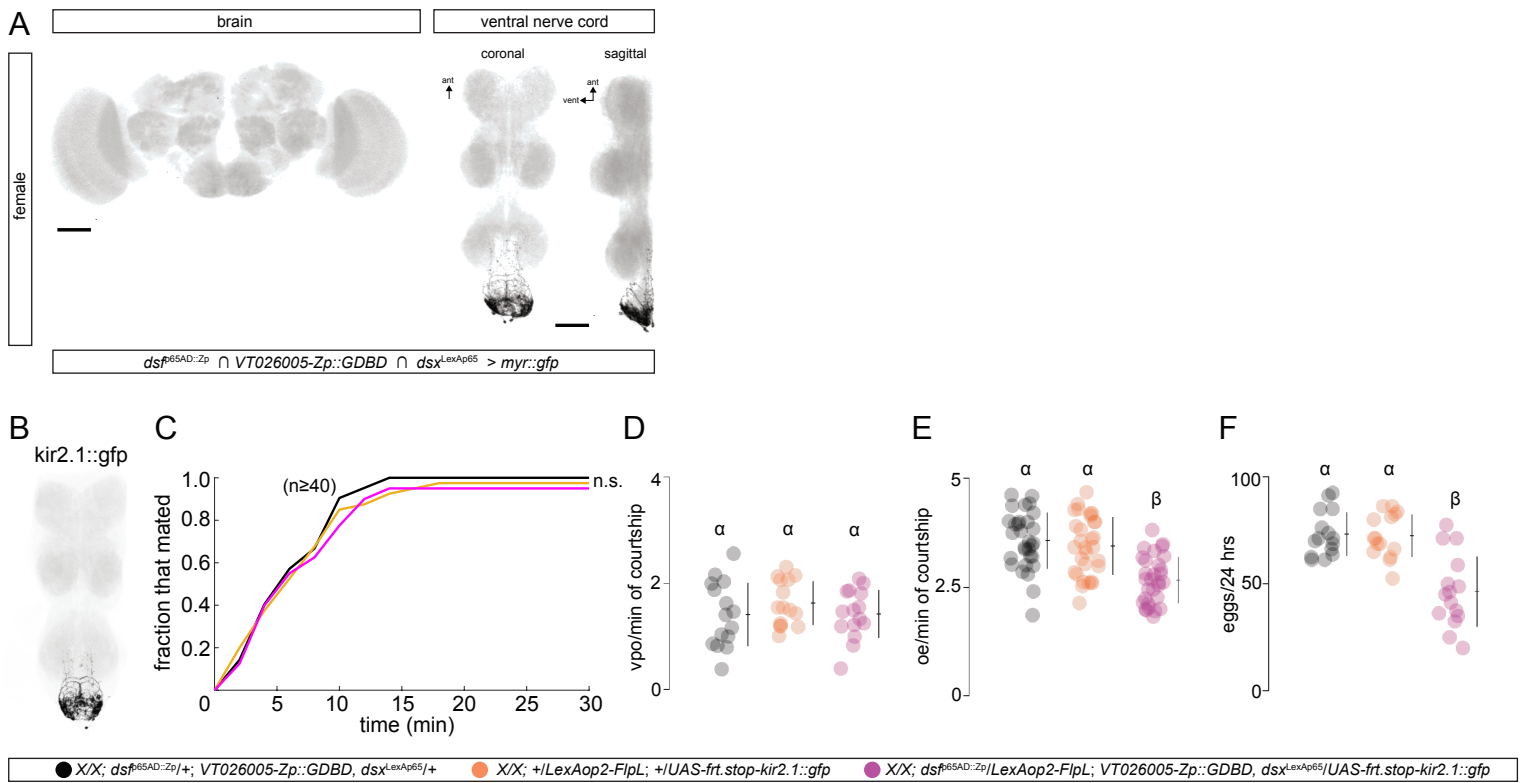 A
brain
ventral nerve cord
coronal
sagittal
ant
ant
vent
female
dsf^p65AD::Zp ∩ VT026005-Zp::GDBD ∩ dsx^LexAp65 > myr::gfp
B
kir2.1::gfp
C
fraction that mated
1.0
0.8
0.6
0.4
0.2
0
5
10
15
20
25
30
time (min)
(n≥40)
n.s.
D
vpo/min of courtship
4
2
0
α
α
α
E
oe/min of courtship
5
2.5
0
α
α
β
F
eggs/24 hrs
100
50
0
α
α
β
X/X; dsf^p65AD::Zp/+; VT026005-Zp::GDBD, dsx^LexAp65/+
X/X; +/LexAop2-FlpL; +/UAS-frt.stop-kir2.1::gfp
X/X; dsf^p65AD::Zp/LexAop2-FlpL; VT026005-Zp::GDBD, dsx^LexAp65/UAS-frt.stop-kir2.1::gfp